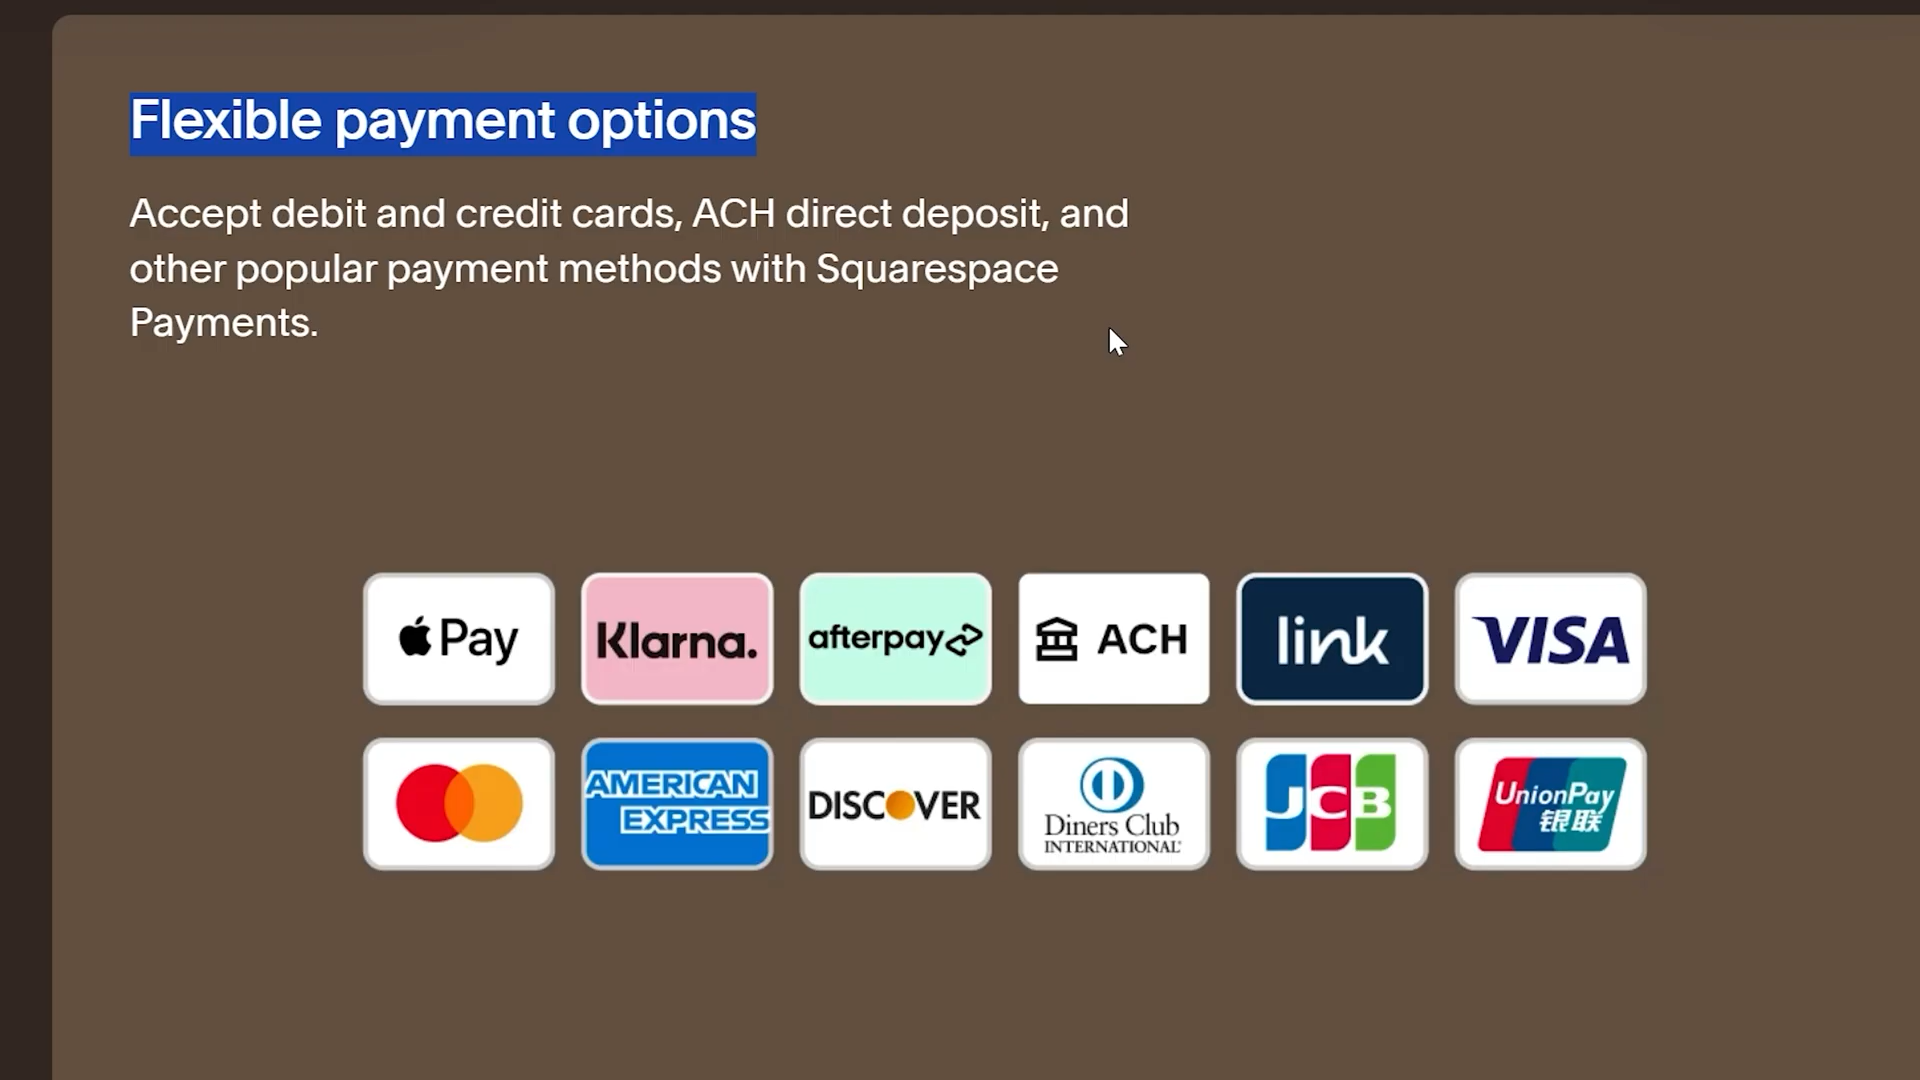 Flexible payment options
Accept debit and credit cards, ACH direct deposit, and
other popular payment methods with Squarespace
Payments.
Pay
Klarna.
afterpay
ACH
link
VISA
AMERICAN
EXPRESS
DISCOVER
Diners Club
INTERNATIONAL
JCB
UnionPay
银联